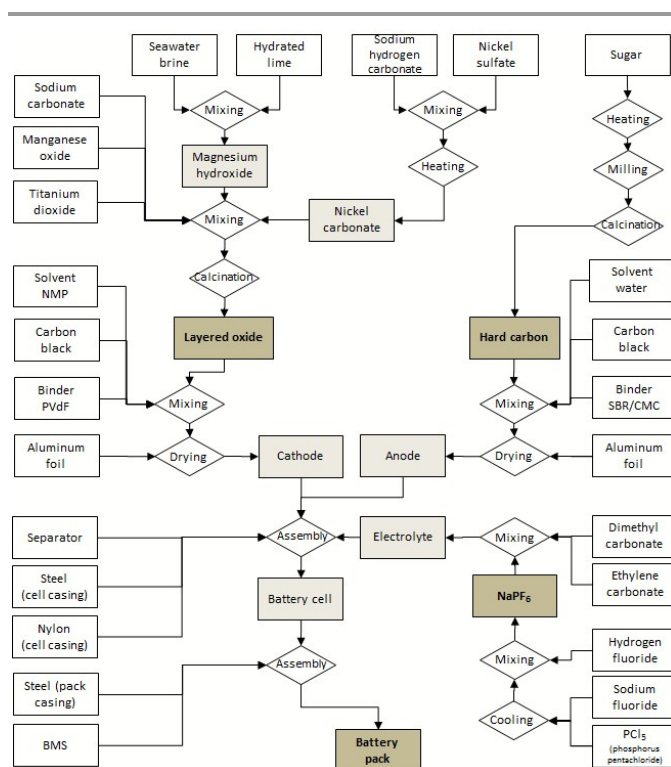 Seawater
brine
Hydrated
lime
Sodium
hydrogen
carbonate
Nickel
sulfate
Sugar
Sodium
carbonate
Mixing
Mixing
Heating
Manganese
oxide
Magnesium
hydroxide
Heating
Milling
Titanium
dioxide
Mixing
Nickel
carbonate
Calcination
Calcination
Solvent
NMP
Solvent
water
Carbon
black
Layered oxide
Hard carbon
Carbon
black
Binder
PVdF
Mixing
Mixing
Binder
SBR/CMC
Aluminum
foil
Drying
Cathode
Anode
Drying
Aluminum
foil
Separator
Assembly
Electrolyte
Mixing
Dimethyl
carbonate
Steel
(cell casing)
Battery cell
NaPF₆
Ethylene
carbonate
Nylon
(cell casing)
Steel (pack
casing)
Assembly
Mixing
Hydrogen
fluoride
Cooling
Sodium
fluoride
BMS
Battery
pack
PCl₅
(phosphorus
pentachloride)